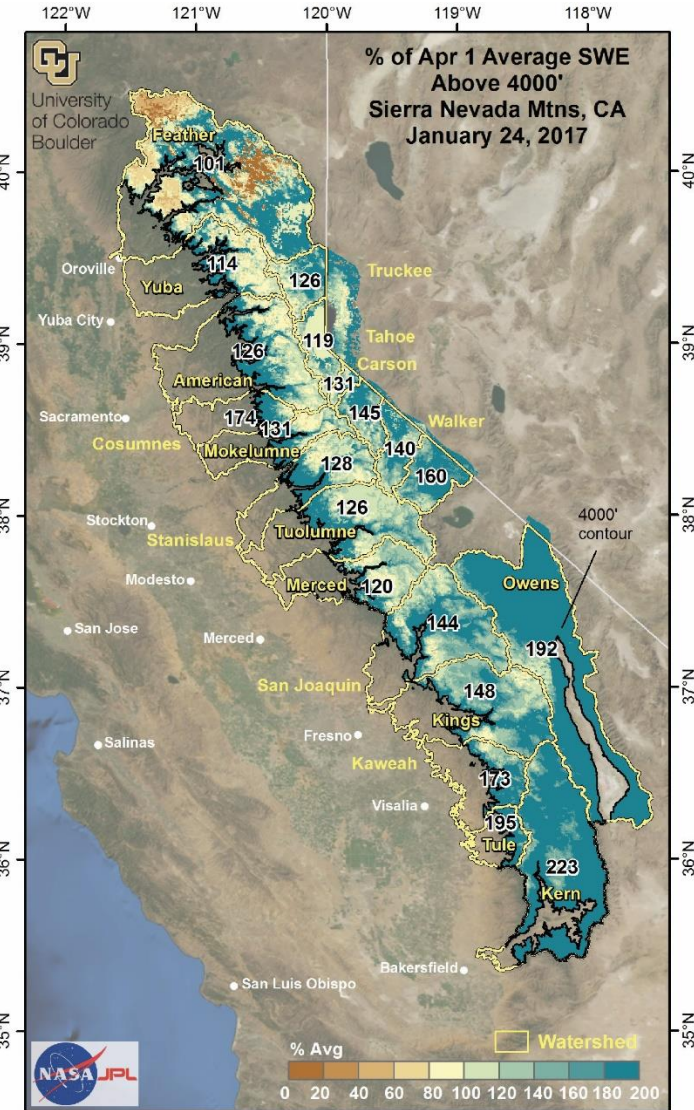 122°W 121°W 120°W 119°W 118°W
CU
University
of Colorado
Boulder
% of Apr 1 Average SWE
Above 4000'
Sierra Nevada Mtns, CA
January 24, 2017
40°N
40°N
Feather
101
Oroville
114
126
Truckee
Yuba
Yuba City
39°N
39°N
119
Tahoe
126
Carson
American
131
145
Sacramento
174
131
Walker
Cosumnes
Mokelumne
140
128
160
38°N
38°N
126
4000'
contour
Stockton
Stanislaus
Tuolumne
Modesto
Merced
120
Owens
San Jose
Merced
144
192
37°N
37°N
San Joaquin
148
Kings
Salinas
Fresno
Kaweah
173
Visalia
195
Tule
36°N
36°N
223
Kern
Bakersfield
San Luis Obispo
35°N
35°N
NASA JPL
% Avg
Watershed
0 20 40 60 80 100 120 140 160 180 200